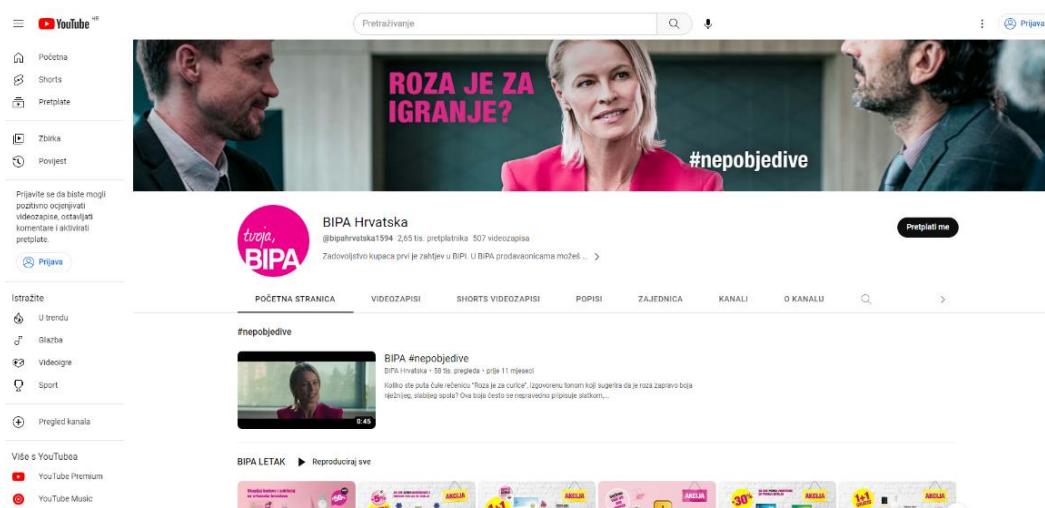 YouTube HR
Pretraživanje
Prijava
Početna
Shorts
Pretplate
Zbirka
Povijest
Prijavite se da biste mogli
pozitivno ocjenjivati
videozapise, ostavljati
komentare i aktivirati
pretplate.
Prijava
Istražite
U trendu
Glazba
Videoigre
Sport
Pregled kanala
Više s YouTubea
YouTube Premium
YouTube Music
ROZA JE ZA
IGRANJE?
#nepobjedive
tvoja,
BIPA
BIPA Hrvatska
@bipahrvatska1594 2,65 tis. pretplatnika 507 videozapisa
Zadovoljstvo kupaca prvi je zahtjev u BIPI. U BIPA prodavaonicama možeš ...
Pretplati me
POČETNA STRANICA VIDEOZAPISI SHORTS VIDEOZAPISI POPISI ZAJEDNICA KANALI O KANALU
#nepobjedive
BIPA #nepobjedive
BIPA Hrvatska • 58 tis. pregleda • prije 11 mjeseci
Koliko ste puta čule rečenicu "Roza je za curice", izgovorenu tonom koji sugerira da je roza zapravo boja
nježnijeg, slabijeg spola? Ova boja često se nepravedno pripisuje slatkom,...
0:45
BIPA LETAK Reproduciraj sve
AKCIJA
AKCIJA
AKCIJA
-30%
AKCIJA
1+1
AKCIJA